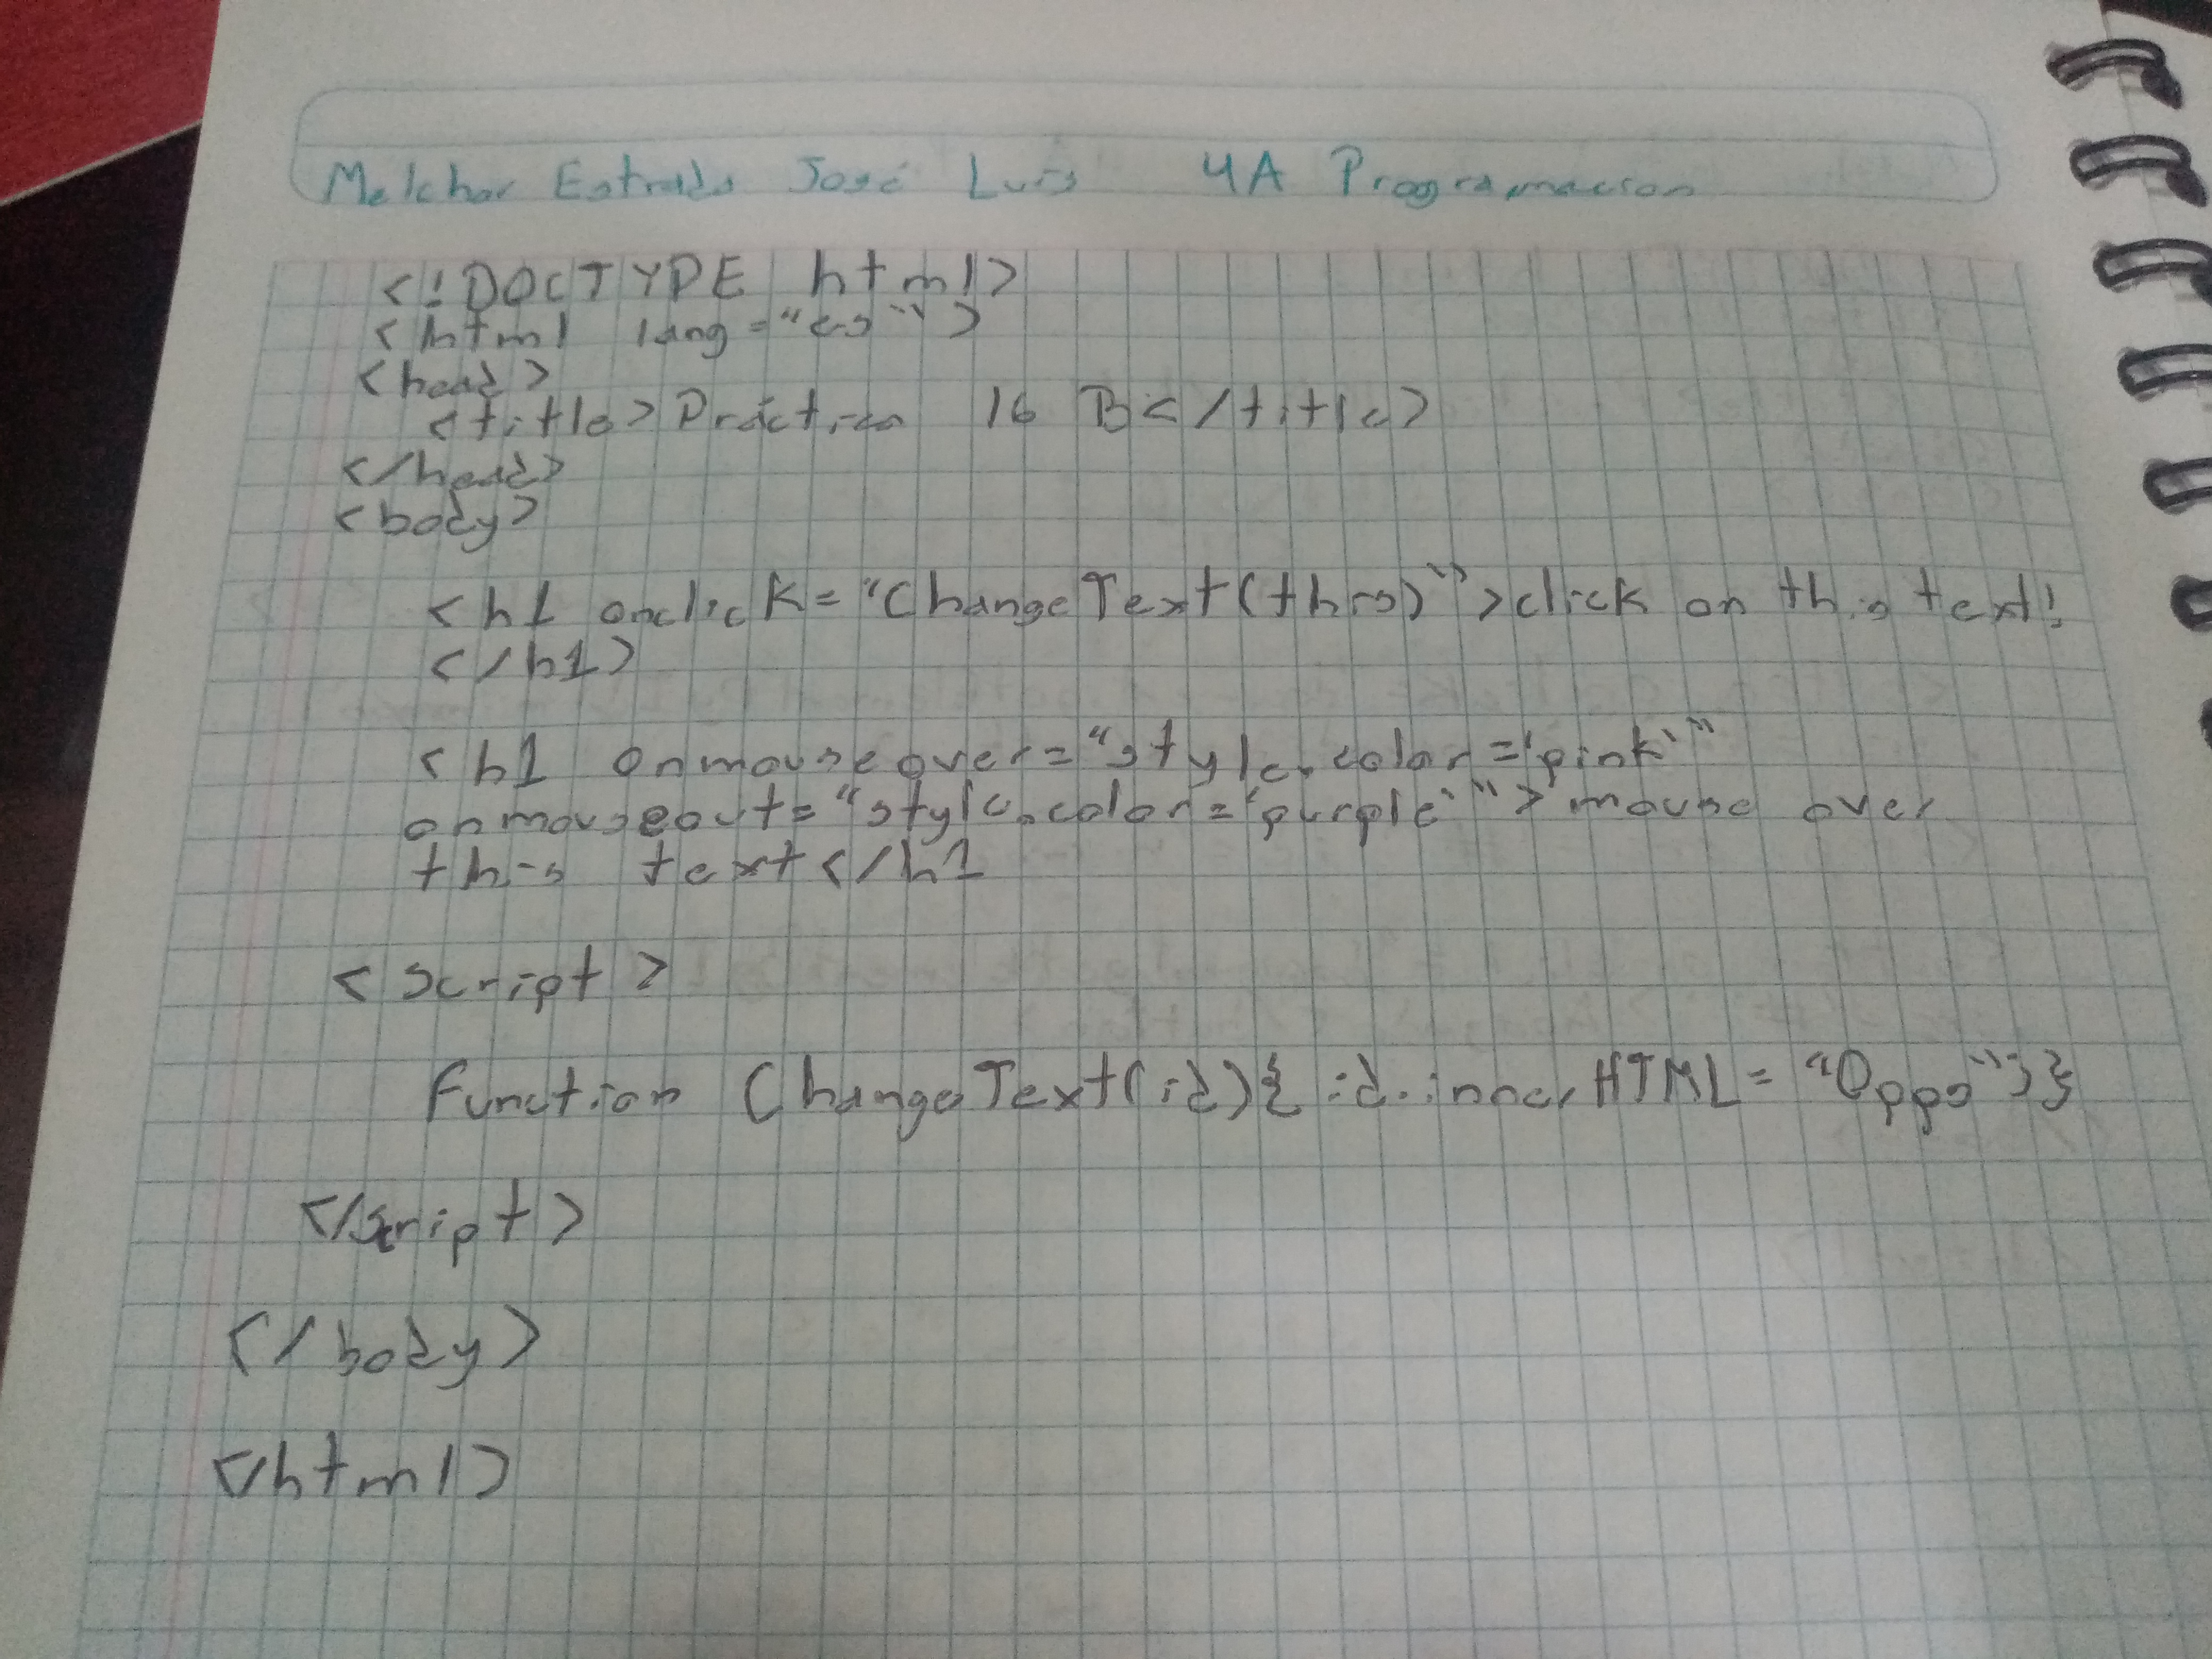 Melchor Estrada José Luis 4A Programacion
<!DOCTYPE html>
<html lang="es">
<head>
<title>Práctica 16 B</title>
</head>
<body>
<h1 onclick="ChangeText(this)">click on this text!
</h1>
<h1 onmouseover="style.color='pink'"
onmouseout="style.color='purple'">mouse over
this text</h1
<script>
function ChangeText(id){id.innerHTML="Opps";}
</script>
</body>
</html>